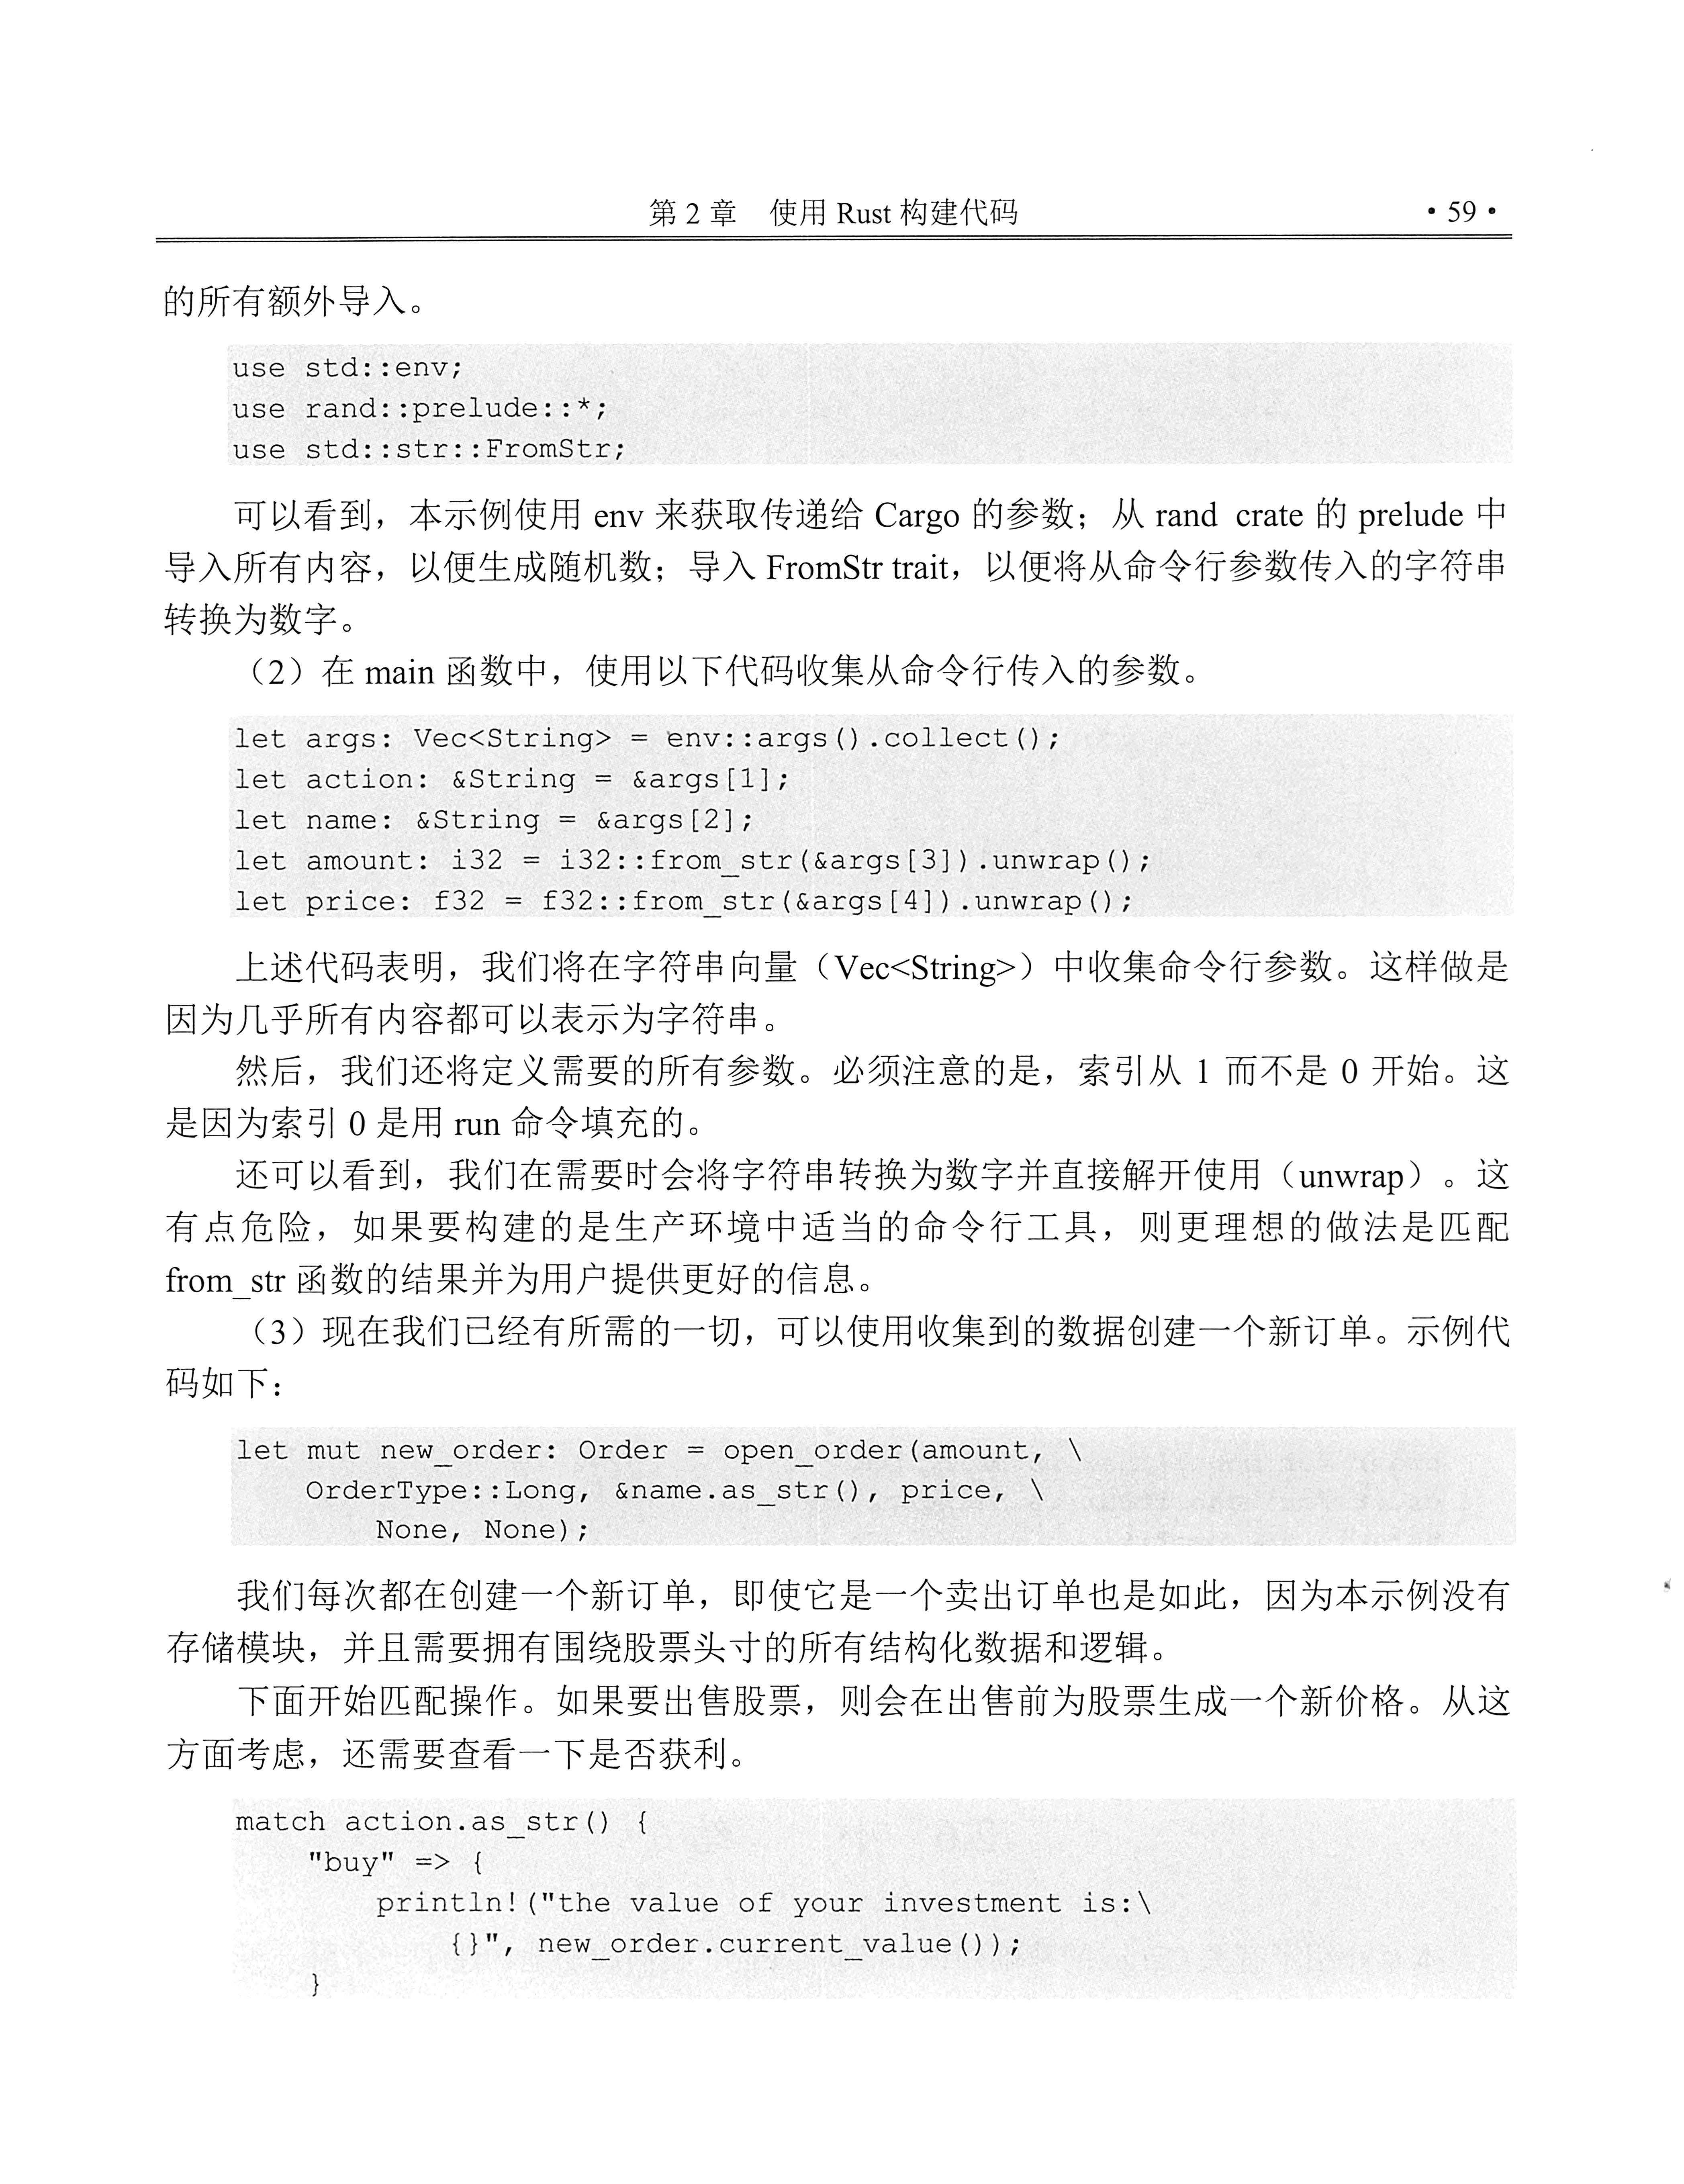 第 2 章　使用 Rust 构建代码 • 59 •
的所有额外导入。
use std::env;
use rand::prelude::*;
use std::str::FromStr;
可以看到，本示例使用 env 来获取传递给 Cargo 的参数；从 rand crate 的 prelude 中
导入所有内容，以便生成随机数；导入 FromStr trait，以便将从命令行参数传入的字符串
转换为数字。
（2）在 main 函数中，使用以下代码收集从命令行传入的参数。
let args: Vec<String> = env::args().collect();
let action: &String = &args[1];
let name: &String = &args[2];
let amount: i32 = i32::from_str(&args[3]).unwrap();
let price: f32 = f32::from_str(&args[4]).unwrap();
上述代码表明，我们将在字符串向量（Vec<String>）中收集命令行参数。这样做是
因为几乎所有内容都可以表示为字符串。
然后，我们还将定义需要的所有参数。必须注意的是，索引从 1 而不是 0 开始。这
是因为索引 0 是用 run 命令填充的。
还可以看到，我们在需要时会将字符串转换为数字并直接解开使用（unwrap）。这
有点危险，如果要构建的是生产环境中适当的命令行工具，则更理想的做法是匹配
from_str 函数的结果并为用户提供更好的信息。
（3）现在我们已经有所需的一切，可以使用收集到的数据创建一个新订单。示例代
码如下：
let mut new_order: Order = open_order(amount, \
    OrderType::Long, &name.as_str(), price, \
        None, None);
我们每次都在创建一个新订单，即使它是一个卖出订单也是如此，因为本示例没有
存储模块，并且需要拥有围绕股票头寸的所有结构化数据和逻辑。
下面开始匹配操作。如果要出售股票，则会在出售前为股票生成一个新价格。从这
方面考虑，还需要查看一下是否获利。
match action.as_str() {
    "buy" => {
        println!("the value of your investment is:\
            {}", new_order.current_value());
    }